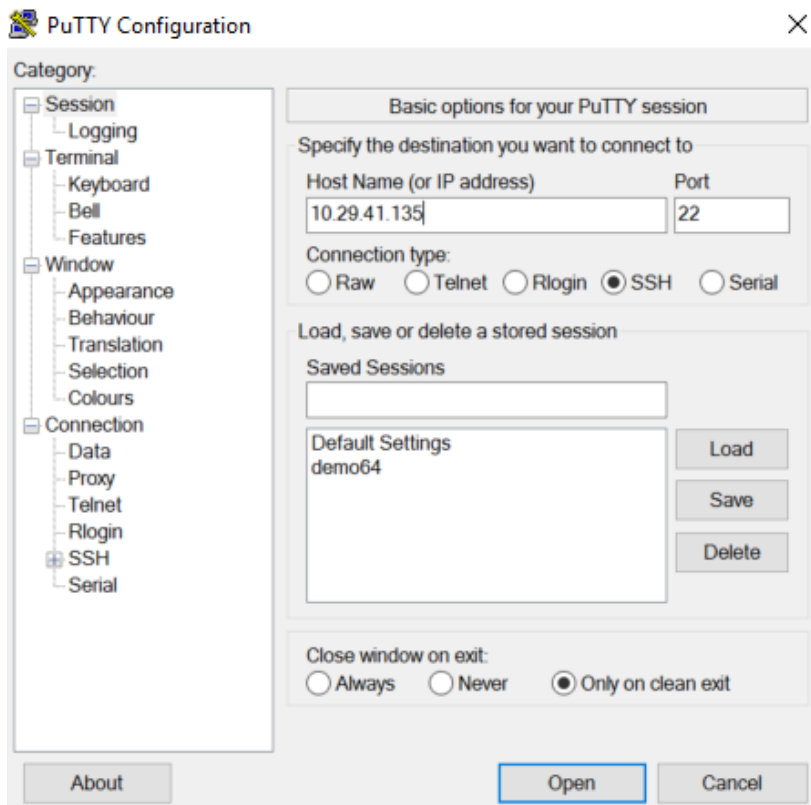 PuTTY Configuration
Category:
Session
Logging
Terminal
Keyboard
Bell
Features
Window
Appearance
Behaviour
Translation
Selection
Colours
Connection
Data
Proxy
Telnet
Rlogin
SSH
Serial
Basic options for your PuTTY session
Specify the destination you want to connect to
Host Name (or IP address) Port
10.29.41.135 22
Connection type:
Raw Telnet Rlogin SSH Serial
Load, save or delete a stored session
Saved Sessions
Default Settings
demo64
Load
Save
Delete
Close window on exit:
Always Never Only on clean exit
About Open Cancel